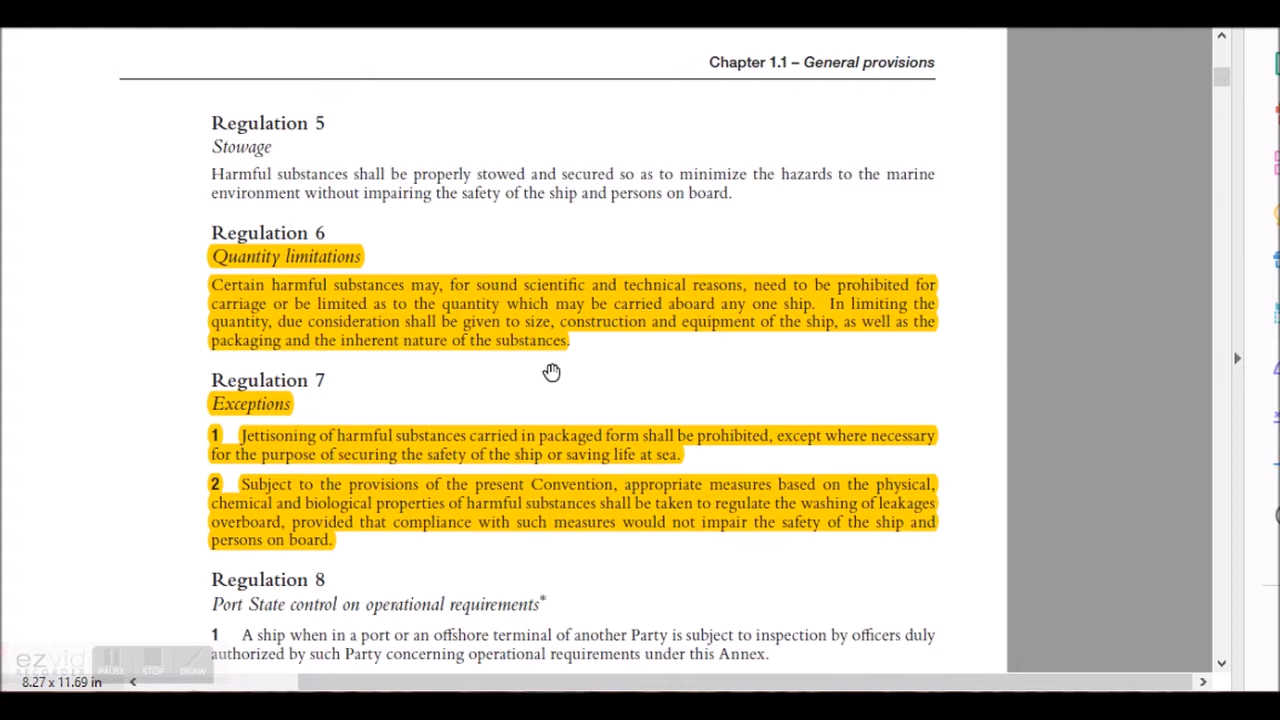 Chapter 1.1 – General provisions
Regulation 5
Stowage
Harmful substances shall be properly stowed and secured so as to minimize the hazards to the marine
environment without impairing the safety of the ship and persons on board.
Regulation 6
Quantity limitations
Certain harmful substances may, for sound scientific and technical reasons, need to be prohibited for
carriage or be limited as to the quantity which may be carried aboard any one ship. In limiting the
quantity, due consideration shall be given to size, construction and equipment of the ship, as well as the
packaging and the inherent nature of the substances.
Regulation 7
Exceptions
1 Jettisoning of harmful substances carried in packaged form shall be prohibited, except where necessary
for the purpose of securing the safety of the ship or saving life at sea.
2 Subject to the provisions of the present Convention, appropriate measures based on the physical,
chemical and biological properties of harmful substances shall be taken to regulate the washing of leakages
overboard, provided that compliance with such measures would not impair the safety of the ship and
persons on board.
Regulation 8
Port State control on operational requirements*
1 A ship when in a port or an offshore terminal of another Party is subject to inspection by officers duly
authorized by such Party concerning operational requirements under this Annex.
ezvid
RECORDER
PAUSE STOP DRAW
8.27 x 11.69 in